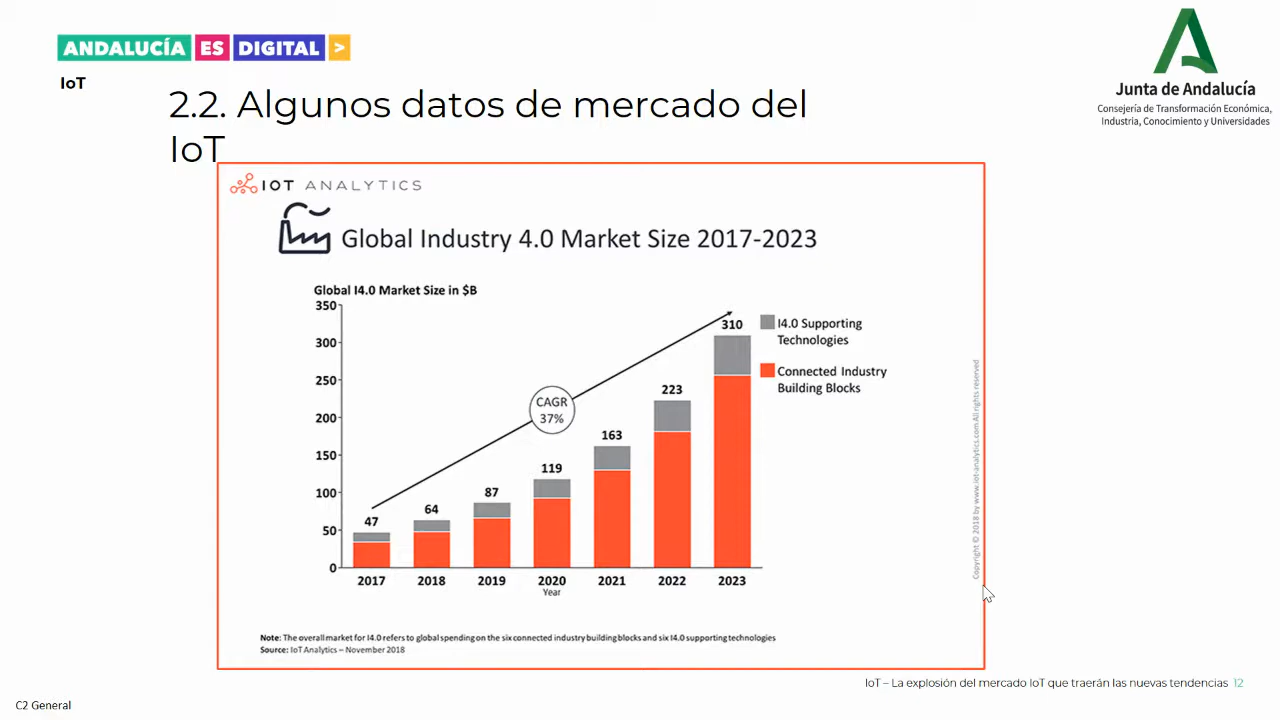 ANDALUCÍA ES DIGITAL >
IoT
2.2. Algunos datos de mercado del
IoT
Junta de Andalucía
Consejería de Transformación Económica,
Industria, Conocimiento y Universidades
IOT ANALYTICS
Global Industry 4.0 Market Size 2017-2023
Global I4.0 Market Size in $B
350
300
250
200
150
100
50
0
47
64
87
119
163
223
310
CAGR
37%
I4.0 Supporting
Technologies
Connected Industry
Building Blocks
2017 2018 2019 2020 2021 2022 2023
Year
Copyright © 2018 by www.iot-analytics.com All rights reserved
Note: The overall market for I4.0 refers to global spending on the six connected industry building blocks and six I4.0 supporting technologies
Source: IoT Analytics – November 2018
IoT – La explosión del mercado IoT que traerán las nuevas tendencias 12
C2 General